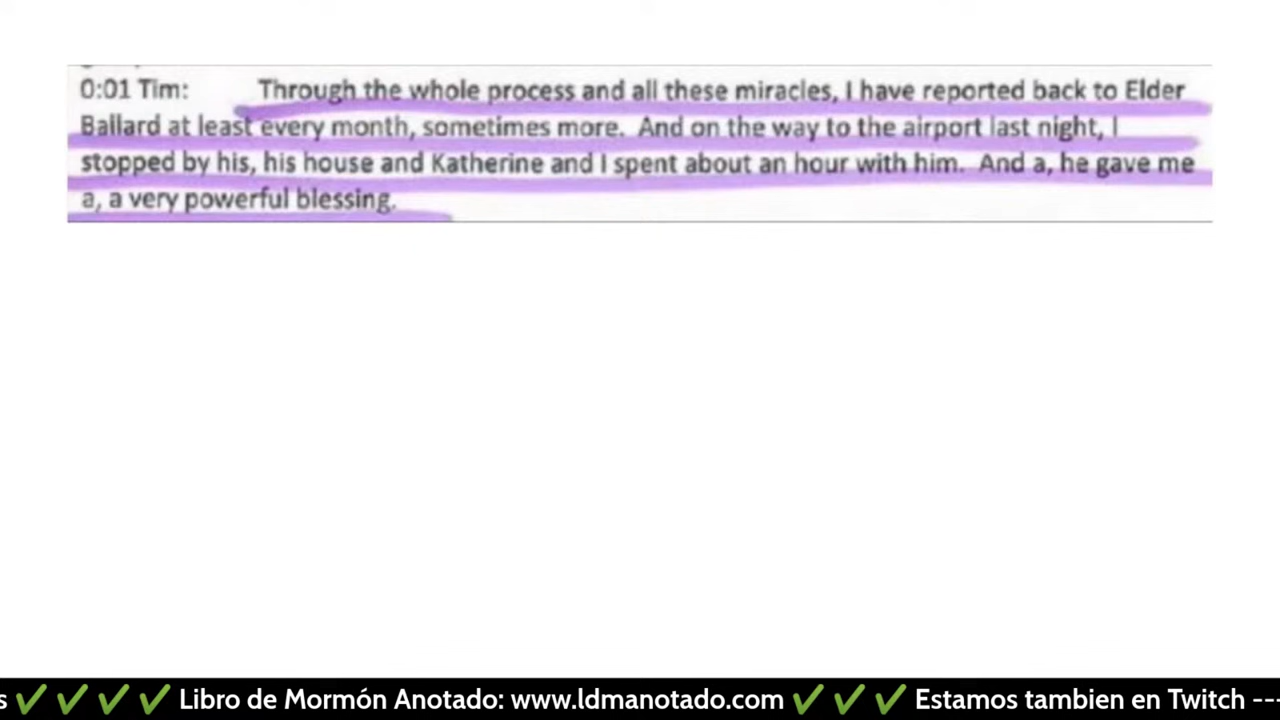 0:01 Tim: Through the whole process and all these miracles, I have reported back to Elder
Ballard at least every month, sometimes more. And on the way to the airport last night, I
stopped by his, his house and Katherine and I spent about an hour with him. And a, he gave me
a, a very powerful blessing.
s ✔ ✔ ✔ ✔ Libro de Mormón Anotado: www.ldmanotado.com ✔ ✔ ✔ Estamos tambien en Twitch --